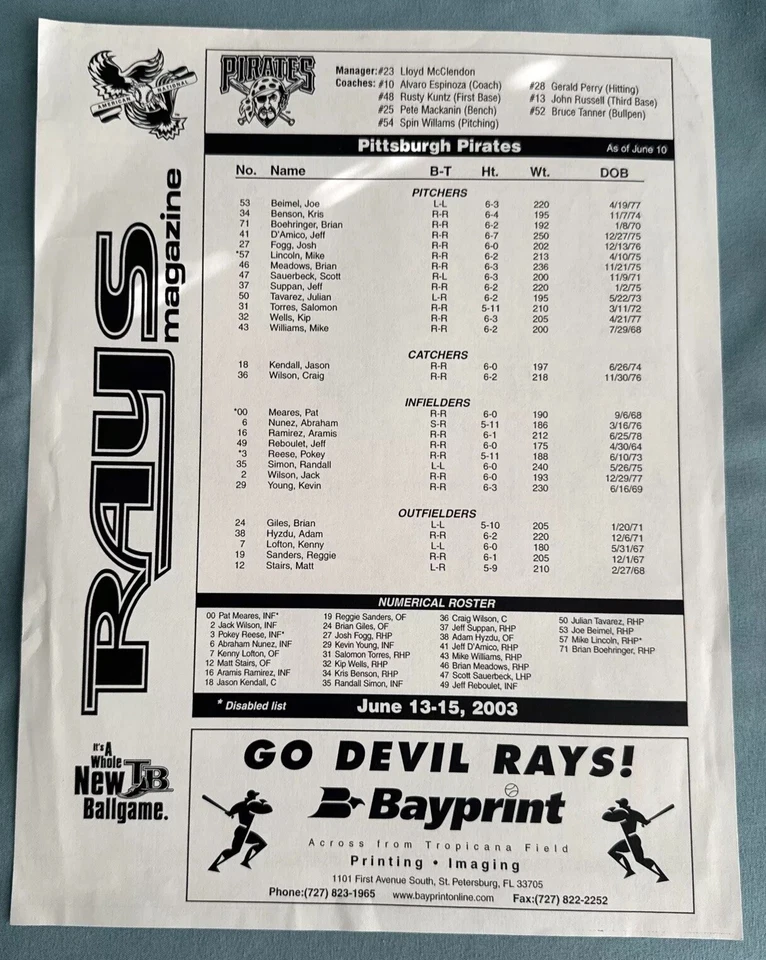 AMERICAN NATIONAL
RAYS magazine
It's A
Whole
New TB
Ballgame.
PIRATES
Manager:#23 Lloyd McClendon
Coaches:#10 Alvaro Espinoza (Coach)
#48 Rusty Kuntz (First Base)
#25 Pete Mackanin (Bench)
#54 Spin Willams (Pitching)
#28 Gerald Perry (Hitting)
#13 John Russell (Third Base)
#52 Bruce Tanner (Bullpen)
Pittsburgh Pirates As of June 10
No. Name B-T Ht. Wt. DOB
PITCHERS
53 Beimel, Joe L-L 6-3 220 4/19/77
34 Benson, Kris R-R 6-4 195 11/7/74
71 Boehringer, Brian R-R 6-2 192 1/8/70
41 D'Amico, Jeff R-R 6-7 250 12/27/75
27 Fogg, Josh R-R 6-0 202 12/13/76
*57 Lincoln, Mike R-R 6-2 213 4/10/75
46 Meadows, Brian R-R 6-3 236 11/21/75
47 Sauerbeck, Scott R-L 6-3 200 11/9/71
37 Suppan, Jeff R-R 6-2 220 1/2/75
50 Tavarez, Julian L-R 6-2 195 5/22/73
31 Torres, Salomon R-R 5-11 210 3/11/72
32 Wells, Kip R-R 6-3 205 4/21/77
43 Williams, Mike R-R 6-2 200 7/29/68
CATCHERS
18 Kendall, Jason R-R 6-0 197 6/26/74
36 Wilson, Craig R-R 6-2 218 11/30/76
INFIELDERS
*00 Meares, Pat R-R 6-0 190 9/6/68
6 Nunez, Abraham S-R 5-11 186 3/16/76
16 Ramirez, Aramis R-R 6-1 212 6/25/78
49 Reboulet, Jeff R-R 6-0 175 4/30/64
*3 Reese, Pokey R-R 5-11 188 6/10/73
35 Simon, Randall L-L 6-0 240 5/26/75
2 Wilson, Jack R-R 6-0 193 12/29/77
29 Young, Kevin R-R 6-3 230 6/16/69
OUTFIELDERS
24 Giles, Brian L-L 5-10 205 1/20/71
38 Hyzdu, Adam R-R 6-2 220 12/6/71
7 Lofton, Kenny L-L 6-0 180 5/31/67
19 Sanders, Reggie R-R 6-1 205 12/1/67
12 Stairs, Matt L-R 5-9 210 2/27/68
NUMERICAL ROSTER
00 Pat Meares, INF*
2 Jack Wilson, INF
3 Pokey Reese, INF*
6 Abraham Nunez, INF
7 Kenny Lofton, OF
12 Matt Stairs, OF
16 Aramis Ramirez, INF
18 Jason Kendall, C
19 Reggie Sanders, OF
24 Brian Giles, OF
27 Josh Fogg, RHP
29 Kevin Young, INF
31 Salomon Torres, RHP
32 Kip Wells, RHP
34 Kris Benson, RHP
35 Randall Simon, INF
36 Craig Wilson, C
37 Jeff Suppan, RHP
38 Adam Hyzdu, OF
41 Jeff D'Amico, RHP
43 Mike Williams, RHP
46 Brian Meadows, RHP
47 Scott Sauerbeck, LHP
49 Jeff Reboulet, INF
50 Julian Tavarez, RHP
53 Joe Beimel, RHP
57 Mike Lincoln, RHP*
71 Brian Boehringer, RHP
* Disabled list June 13-15, 2003
GO DEVIL RAYS!
Bayprint
Across from Tropicana Field
Printing • Imaging
1101 First Avenue South, St. Petersburg, FL 33705
Phone:(727) 823-1965 www.bayprintonline.com Fax:(727) 822-2252